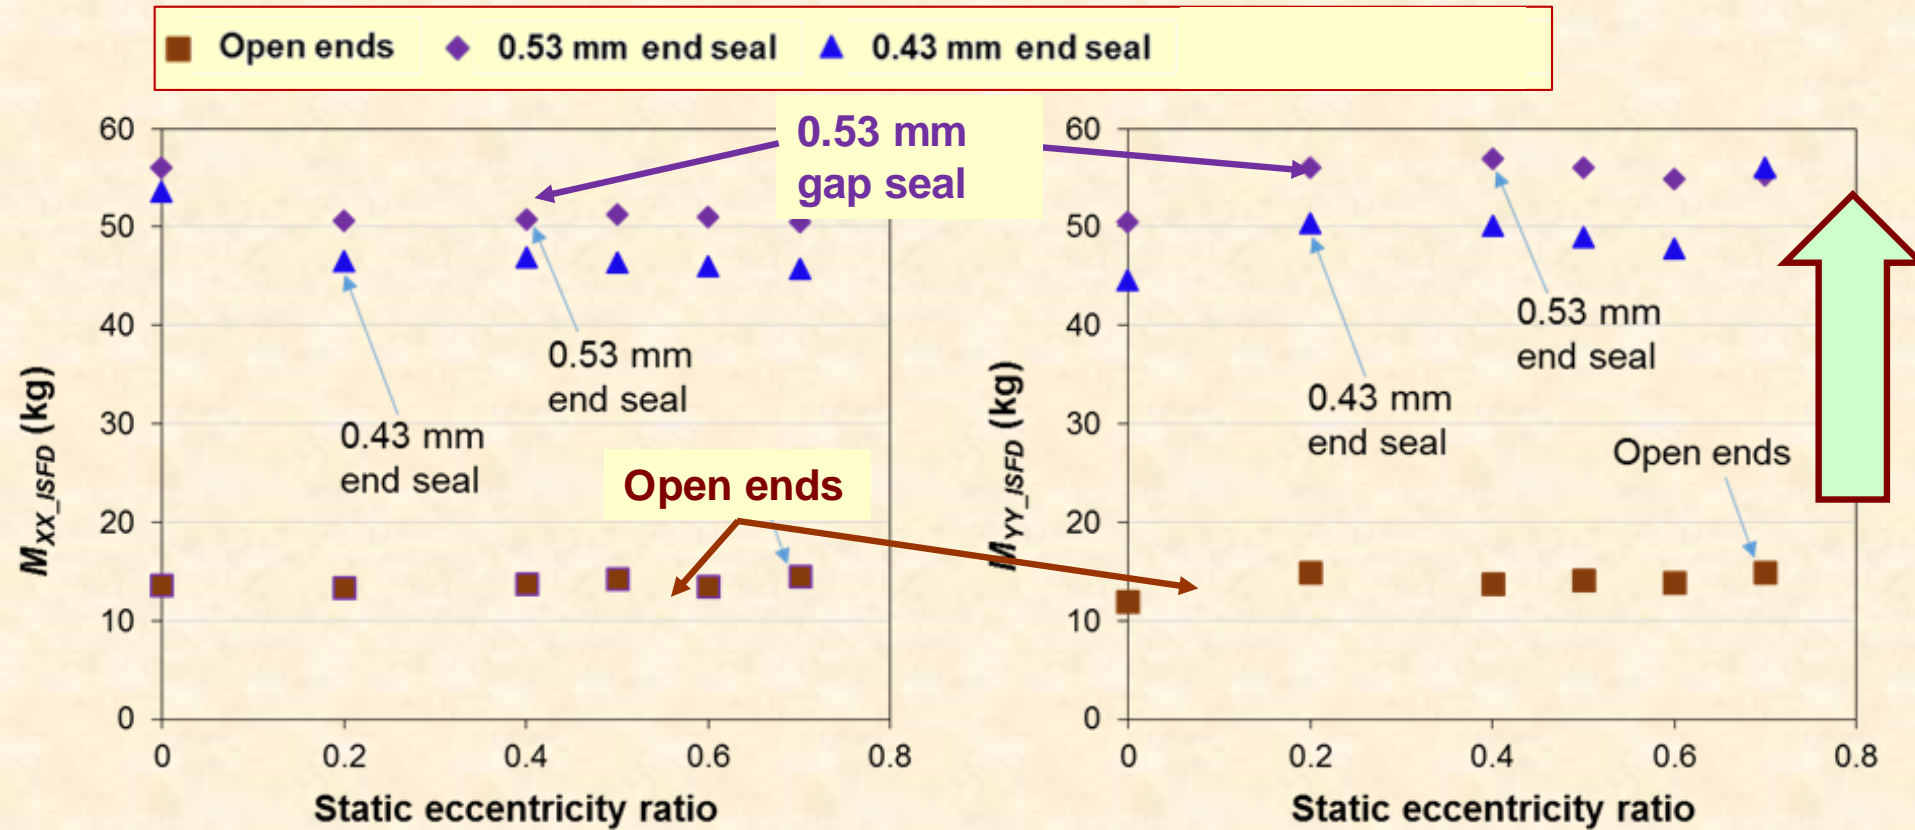 Open ends 0.53 mm end seal 0.43 mm end seal
60
50
40
30
20
10
0
M_XX_ISFD (kg)
0.53 mm
end seal
0.43 mm
end seal
0 0.2 0.4 0.6 0.8
Static eccentricity ratio
0.53 mm
gap seal
Open ends
60
50
40
30
20
10
0
M_YY_ISFD (kg)
0.53 mm
end seal
0.43 mm
end seal
Open ends
0 0.2 0.4 0.6 0.8
Static eccentricity ratio